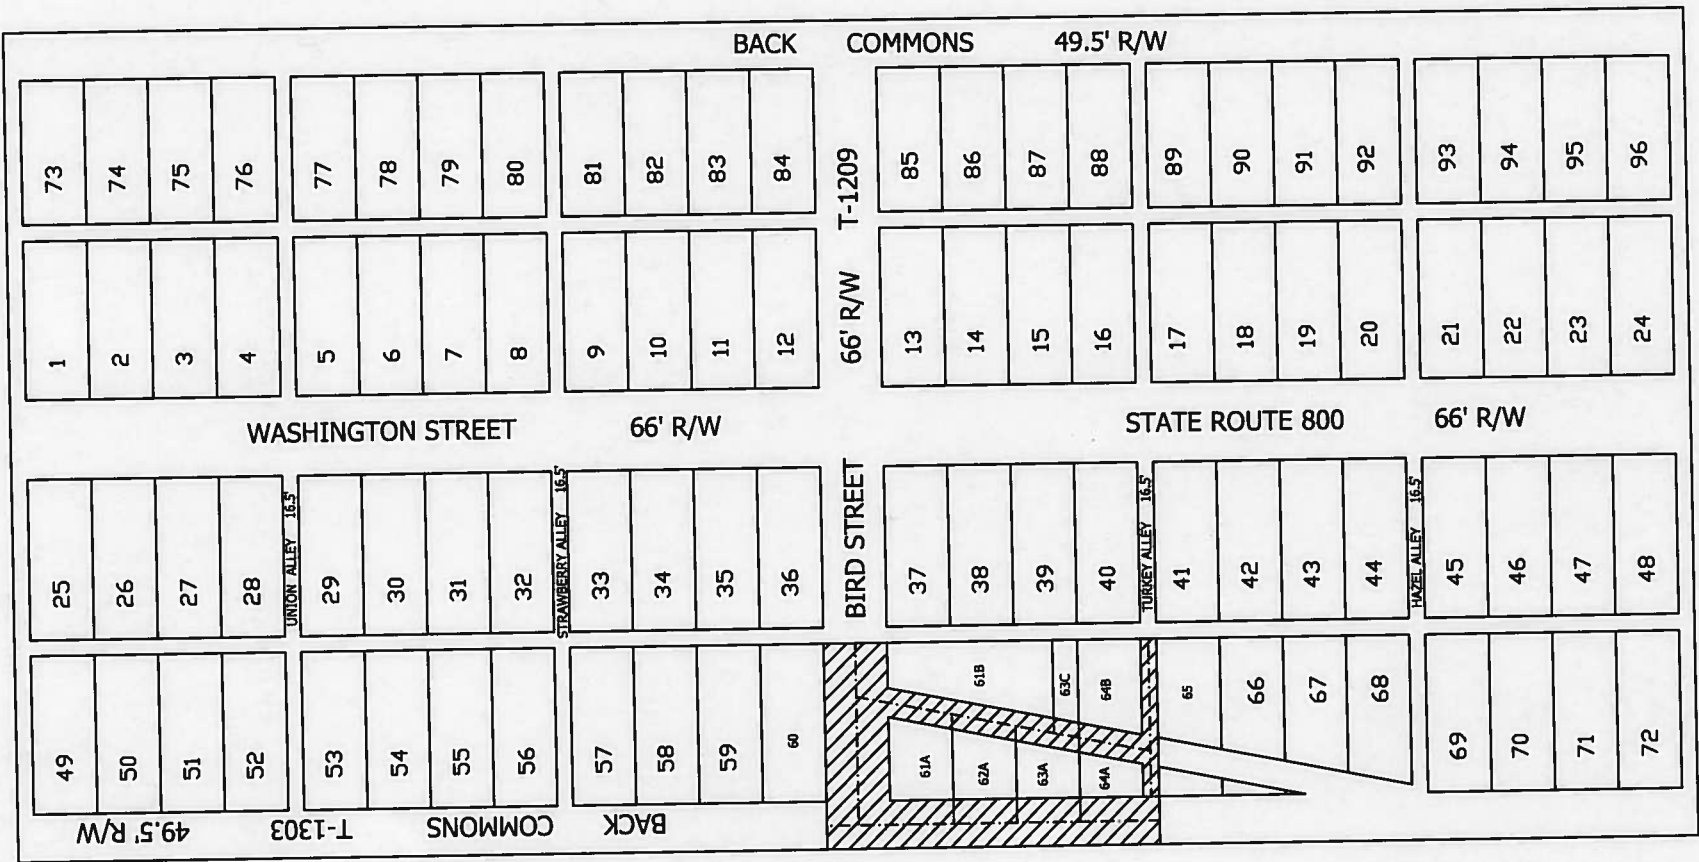 BACK COMMONS 49.5' R/W
73 74 75 76 77 78 79 80 81 82 83 84 85 86 87 88 89 90 91 92 93 94 95 96
BIRD STREET 66' R/W T-1209
1 2 3 4 5 6 7 8 9 10 11 12 13 14 15 16 17 18 19 20 21 22 23 24
WASHINGTON STREET 66' R/W STATE ROUTE 800 66' R/W
25 26 27 28 29 30 31 32 33 34 35 36 37 38 39 40 41 42 43 44 45 46 47 48
UNION ALLEY 16.5'
STRAWBERRY ALLEY 16.5'
TURKEY ALLEY 16.5'
HAZEL ALLEY 16.5'
49 50 51 52 53 54 55 56 57 58 59 60
61B 63C 64B 65 66 67 68
61A 62A 63A 64A
69 70 71 72
BACK COMMONS T-1303 49.5' R/W